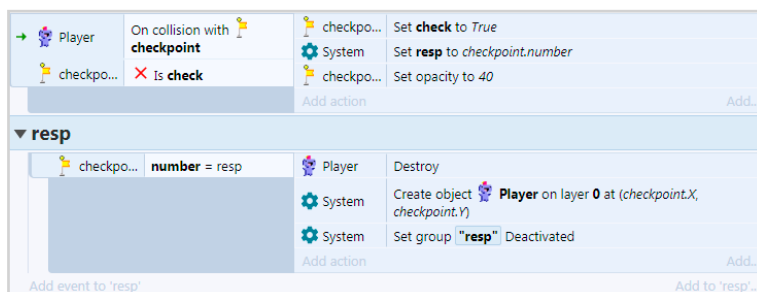 Player On collision with checkpoint checkpo... Set check to True
System Set resp to checkpoint.number
checkpo... Is check checkpo... Set opacity to 40
Add action Add...
resp
checkpo... number = resp Player Destroy
System Create object Player on layer 0 at (checkpoint.X, checkpoint.Y)
System Set group "resp" Deactivated
Add action Add...
Add event to 'resp' Add to 'resp'...